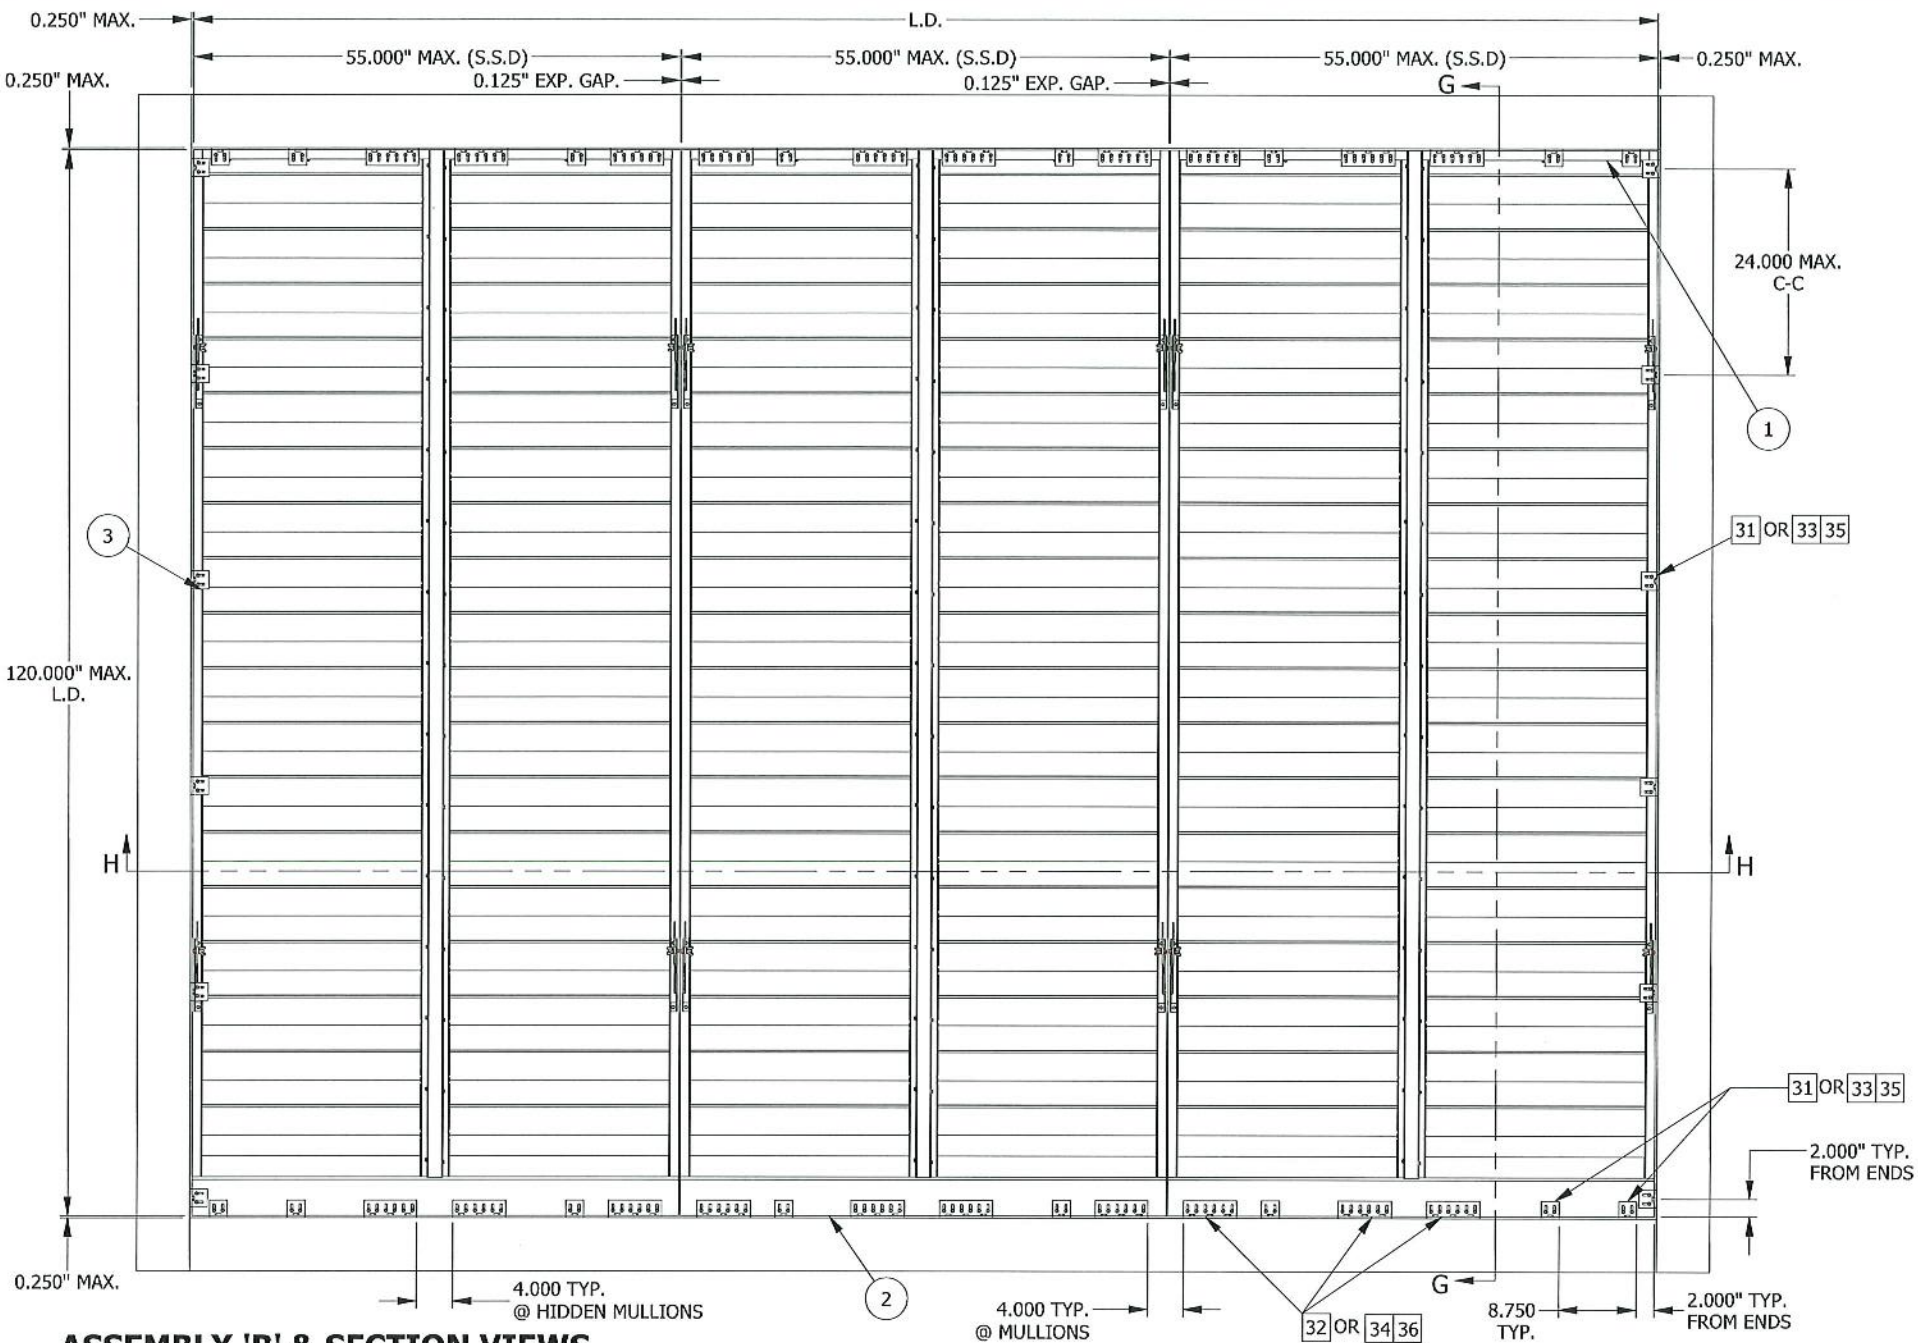 0.250" MAX.
L.D.
55.000" MAX. (S.S.D)
55.000" MAX. (S.S.D)
55.000" MAX. (S.S.D)
0.250" MAX.
0.250" MAX.
0.125" EXP. GAP.
0.125" EXP. GAP.
G
24.000 MAX.
C-C
1
3
31 OR 33 35
120.000" MAX.
L.D.
H
H
31 OR 33 35
2.000" TYP.
FROM ENDS
0.250" MAX.
4.000 TYP.
@ HIDDEN MULLIONS
2
4.000 TYP.
@ MULLIONS
32 OR 34 36
G
8.750
TYP.
2.000" TYP.
FROM ENDS
ASSEMBLY 'B' & SECTION VIEWS